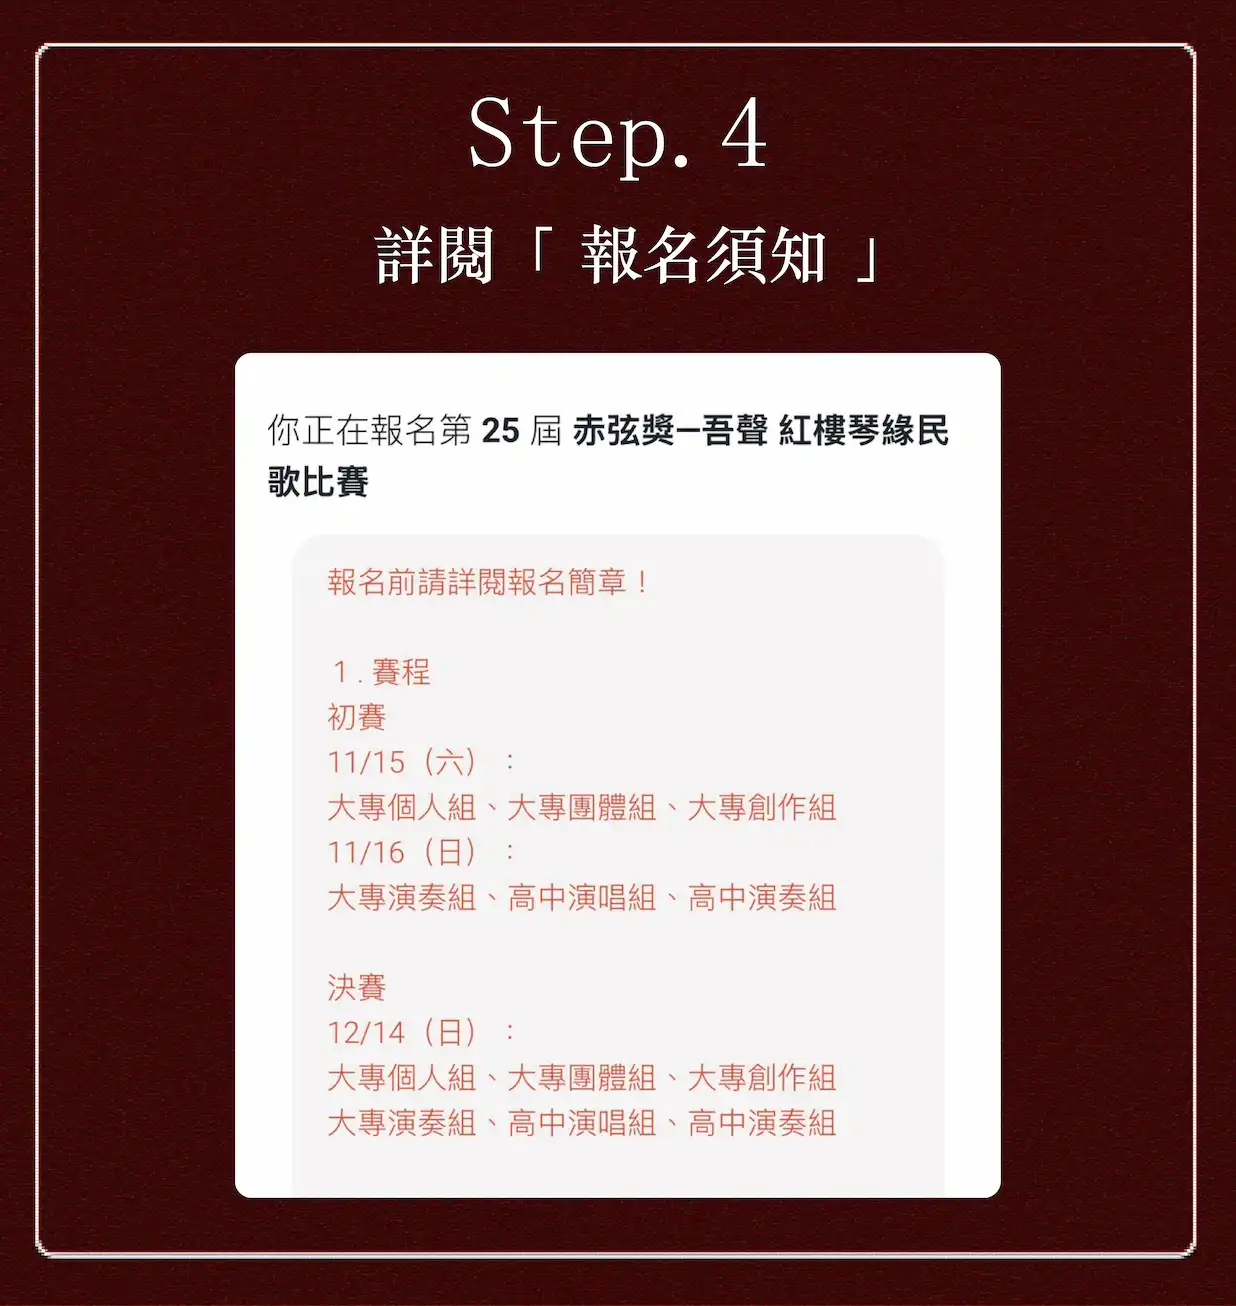 Step.4
詳閱「 報名須知 」
你正在報名第 25 屆 赤弦獎—吾聲 紅樓琴緣民
歌比賽
報名前請詳閱報名簡章！
１. 賽程
初賽
11/15（六）：
大專個人組、大專團體組、大專創作組
11/16（日）：
大專演奏組、高中演唱組、高中演奏組
決賽
12/14（日）：
大專個人組、大專團體組、大專創作組
大專演奏組、高中演唱組、高中演奏組